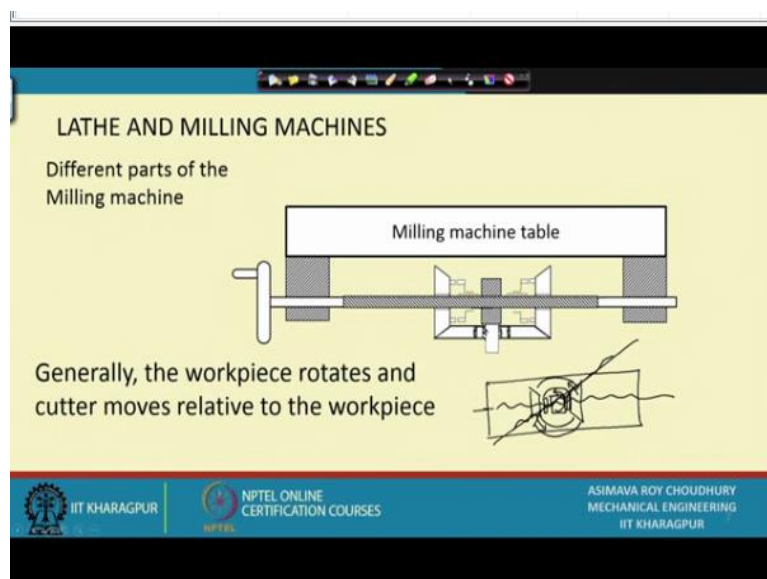 LATHE AND MILLING MACHINES
Different parts of the
Milling machine
Milling machine table
Generally, the workpiece rotates and
cutter moves relative to the workpiece
IIT KHARAGPUR
NPTEL
NPTEL ONLINE
CERTIFICATION COURSES
ASIMAVA ROY CHOUDHURY
MECHANICAL ENGINEERING
IIT KHARAGPUR